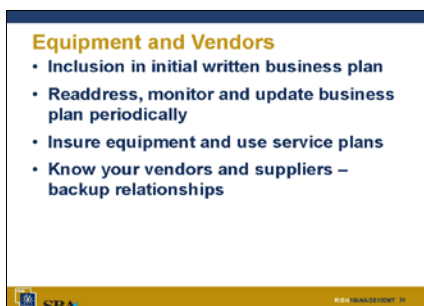 Equipment and Vendors
• Inclusion in initial written business plan
• Readdress, monitor and update business
plan periodically
• Insure equipment and use service plans
• Know your vendors and suppliers –
backup relationships
SBA
RISK MANAGEMENT